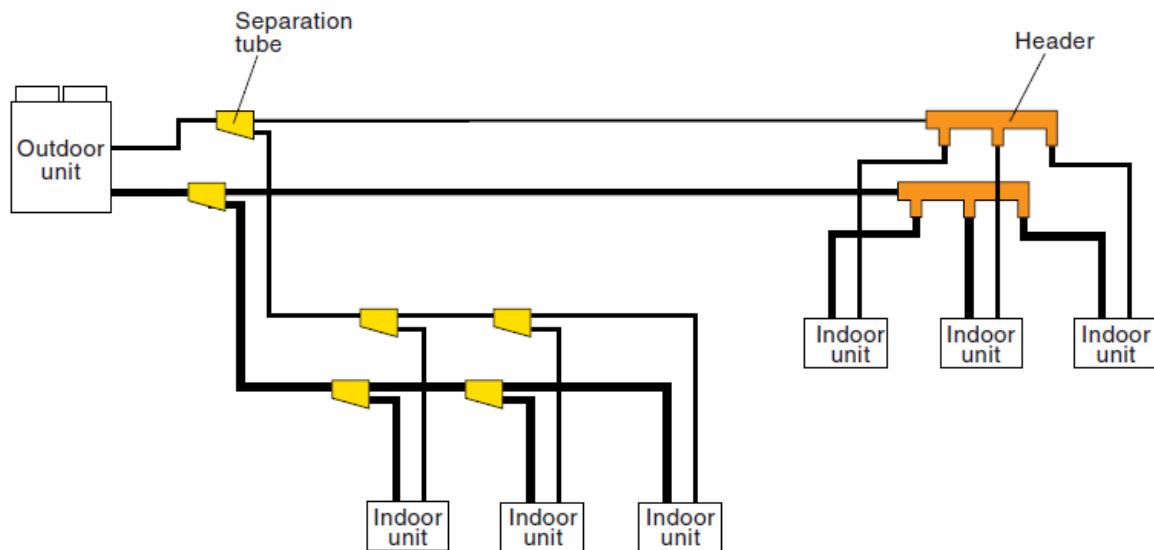 Separation
tube
Header
Outdoor
unit
Indoor
unit
Indoor
unit
Indoor
unit
Indoor
unit
Indoor
unit
Indoor
unit